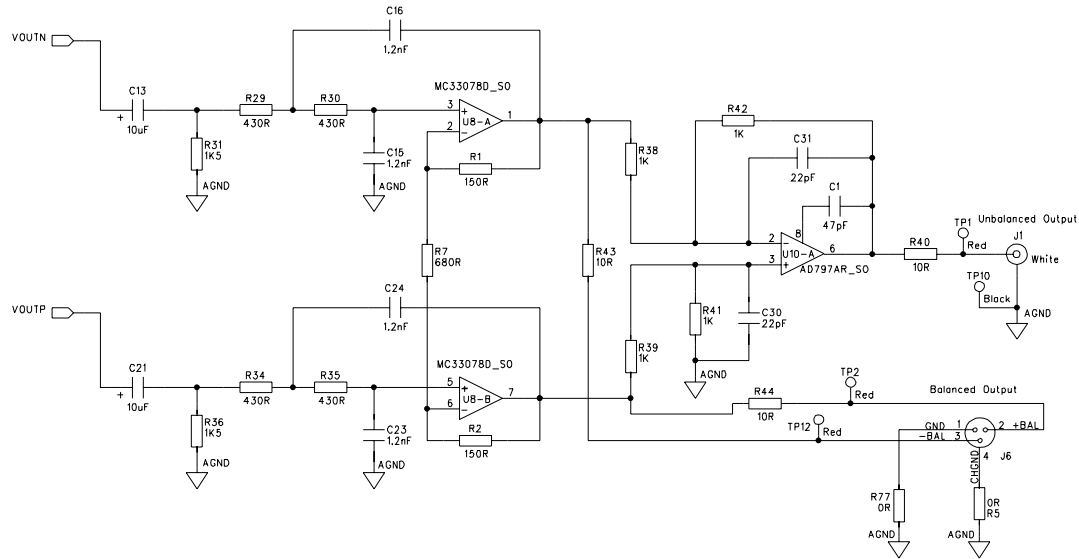 C16
1.2nF
VOUTN
MC33078D_SO
C13
+ 10uF
R29
430R
R30
430R
3 +
2 -
U8-A
1
R42
1K
R31
1K5
C15
1.2nF
R1
150R
R38
1K
C31
22pF
AGND
AGND
C1
47pF
TP1
Red
Unbalanced Output
J1
White
R7
680R
R43
10R
8
2 -
3 +
U10-A
6
AD797AR_SO
R40
10R
TP10
Black
AGND
C24
1.2nF
VOUTP
R41
1K
C30
22pF
R39
1K
MC33078D_SO
AGND
C21
+ 10uF
R34
430R
R35
430R
5 +
6 -
U8-B
7
TP2
Red
R44
10R
Balanced Output
R36
1K5
C23
1.2nF
R2
150R
TP12
Red
GND 1
-BAL 3
2 +BAL
4
J6
CHGND
AGND
AGND
R77
0R
0R
R5
AGND
AGND